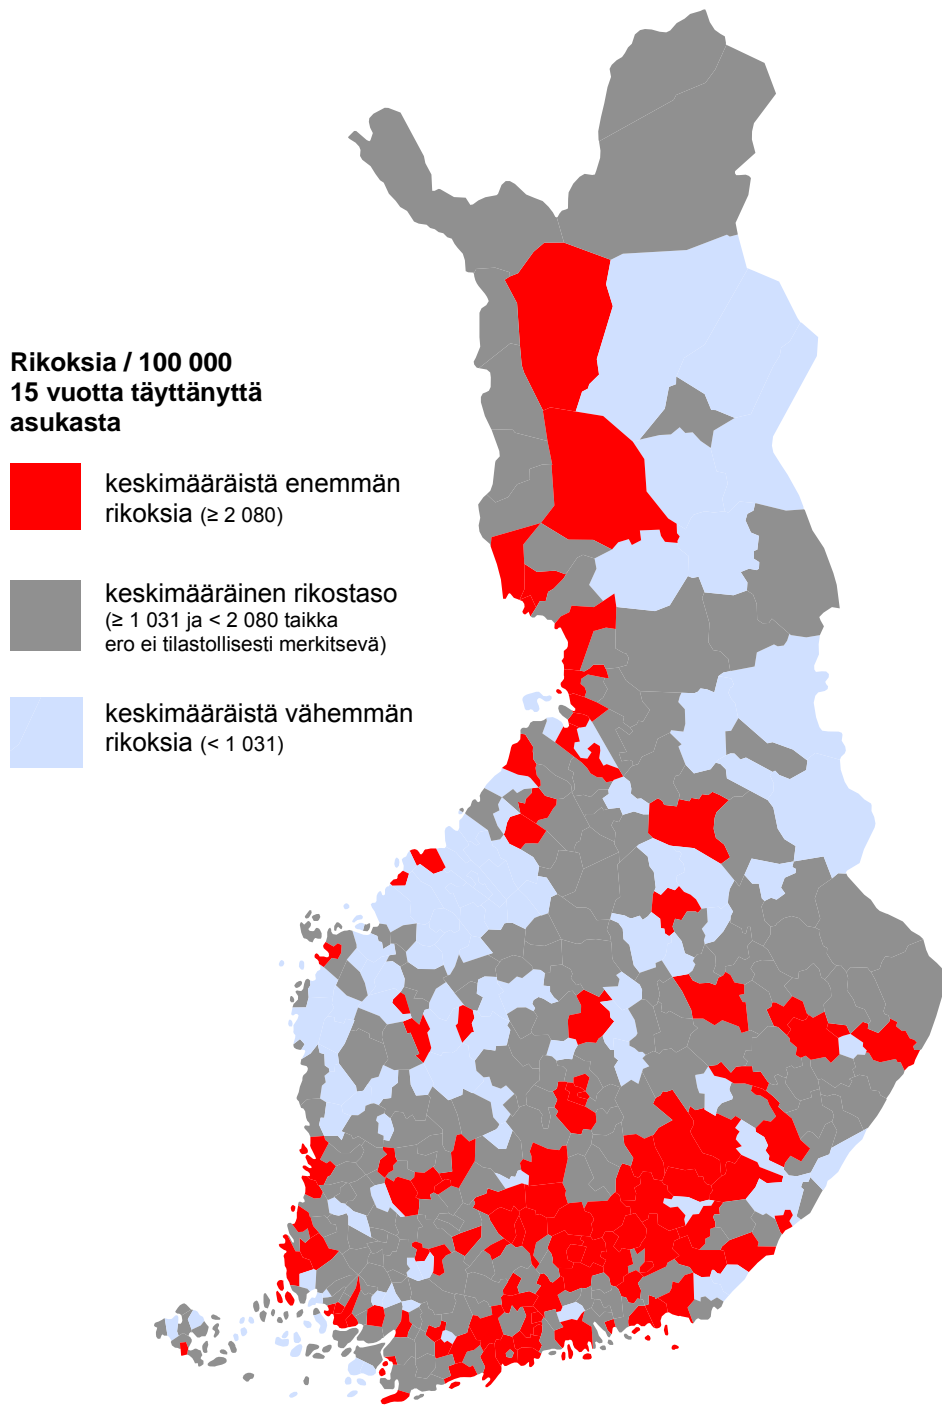 Rikoksia / 100 000
15 vuotta täyttänyttä
asukasta
keskimääräistä enemmän
rikoksia (≥ 2 080)
keskimääräinen rikostaso
(≥ 1 031 ja < 2 080 taikka
ero ei tilastollisesti merkitsevä)
keskimääräistä vähemmän
rikoksia (< 1 031)